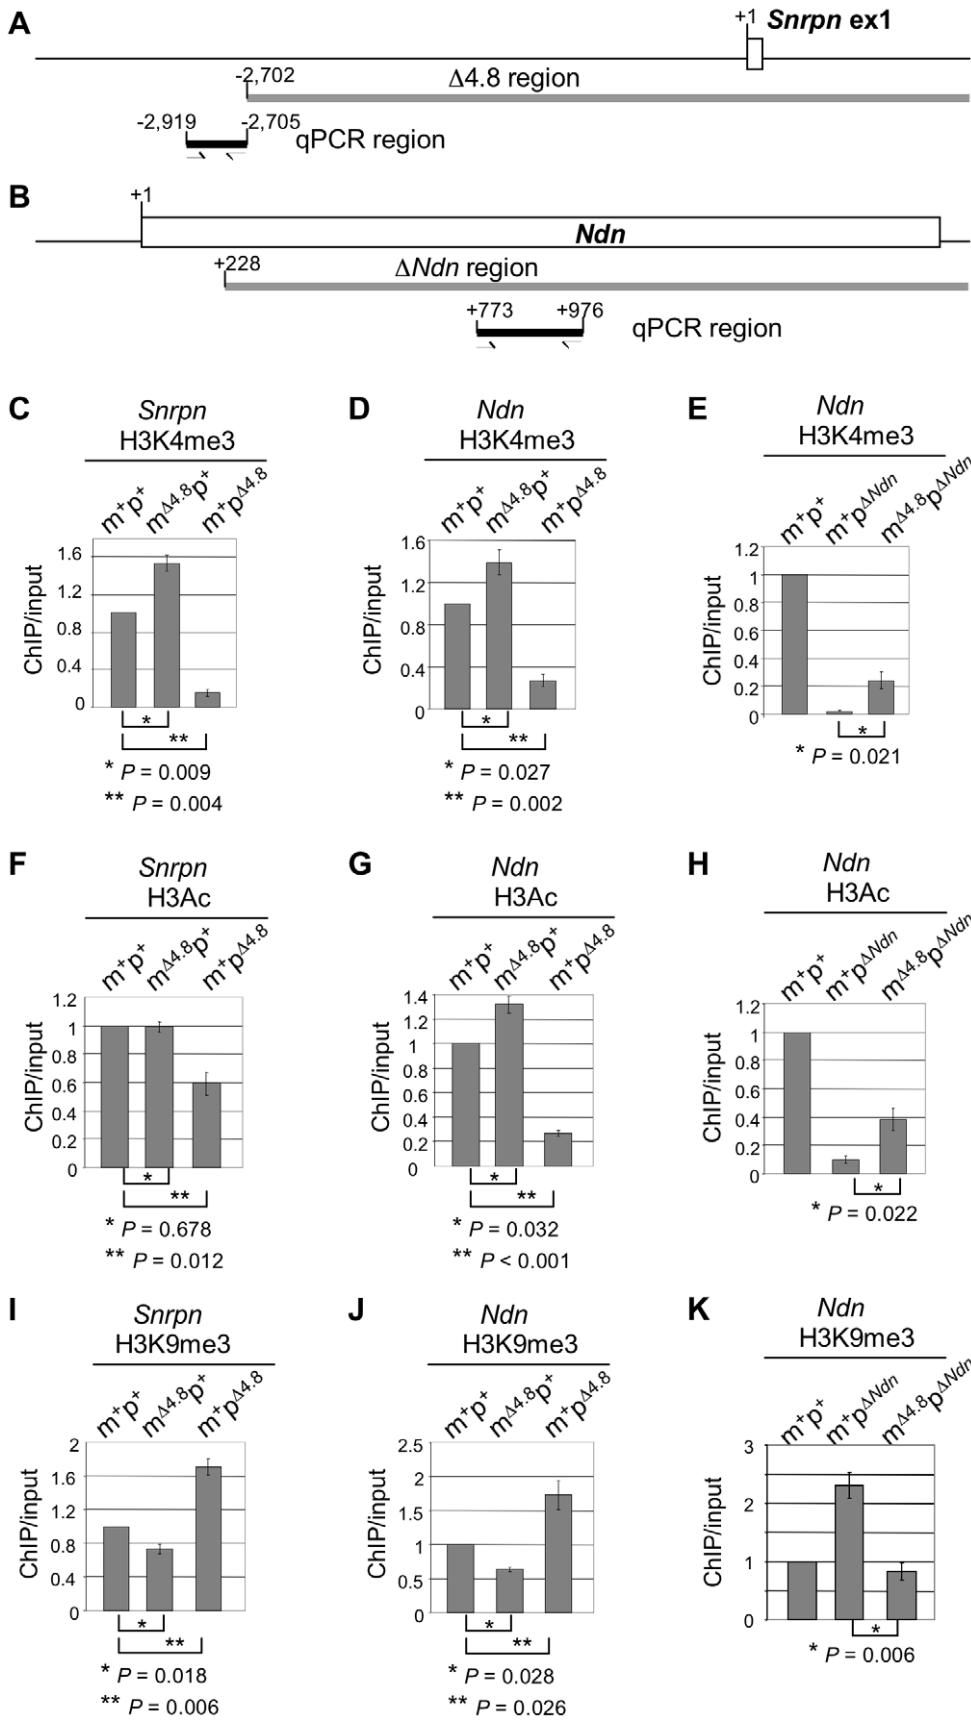 A
+1 Snrpn ex1
-2,702 Δ4.8 region
-2,919 -2,705 qPCR region
B
+1
Ndn
+228 ΔNdn region
+773 +976 qPCR region
C
Snrpn
H3K4me3
m⁺p⁺ mΔ4.8p⁺ m⁺pΔ4.8
ChIP/input
1.6
1.2
0.8
0.4
0
*
**
* P = 0.009
** P = 0.004
D
Ndn
H3K4me3
m⁺p⁺ mΔ4.8p⁺ m⁺pΔ4.8
ChIP/input
1.6
1.2
0.8
0.4
0
*
**
* P = 0.027
** P = 0.002
E
Ndn
H3K4me3
m⁺p⁺ m⁺pΔNdn mΔ4.8pΔNdn
ChIP/input
1.2
1
0.8
0.6
0.4
0.2
0
*
* P = 0.021
F
Snrpn
H3Ac
m⁺p⁺ mΔ4.8p⁺ m⁺pΔ4.8
ChIP/input
1.2
1
0.8
0.6
0.4
0.2
0
*
**
* P = 0.678
** P = 0.012
G
Ndn
H3Ac
m⁺p⁺ mΔ4.8p⁺ m⁺pΔ4.8
ChIP/input
1.4
1.2
1
0.8
0.6
0.4
0.2
0
*
**
* P = 0.032
** P < 0.001
H
Ndn
H3Ac
m⁺p⁺ m⁺pΔNdn mΔ4.8pΔNdn
ChIP/input
1.2
1
0.8
0.6
0.4
0.2
0
*
* P = 0.022
I
Snrpn
H3K9me3
m⁺p⁺ mΔ4.8p⁺ m⁺pΔ4.8
ChIP/input
2
1.6
1.2
0.8
0.4
0
*
**
* P = 0.018
** P = 0.006
J
Ndn
H3K9me3
m⁺p⁺ mΔ4.8p⁺ m⁺pΔ4.8
ChIP/input
2.5
2
1.5
1
0.5
0
*
**
* P = 0.028
** P = 0.026
K
Ndn
H3K9me3
m⁺p⁺ m⁺pΔNdn mΔ4.8pΔNdn
ChIP/input
3
2
1
0
*
* P = 0.006